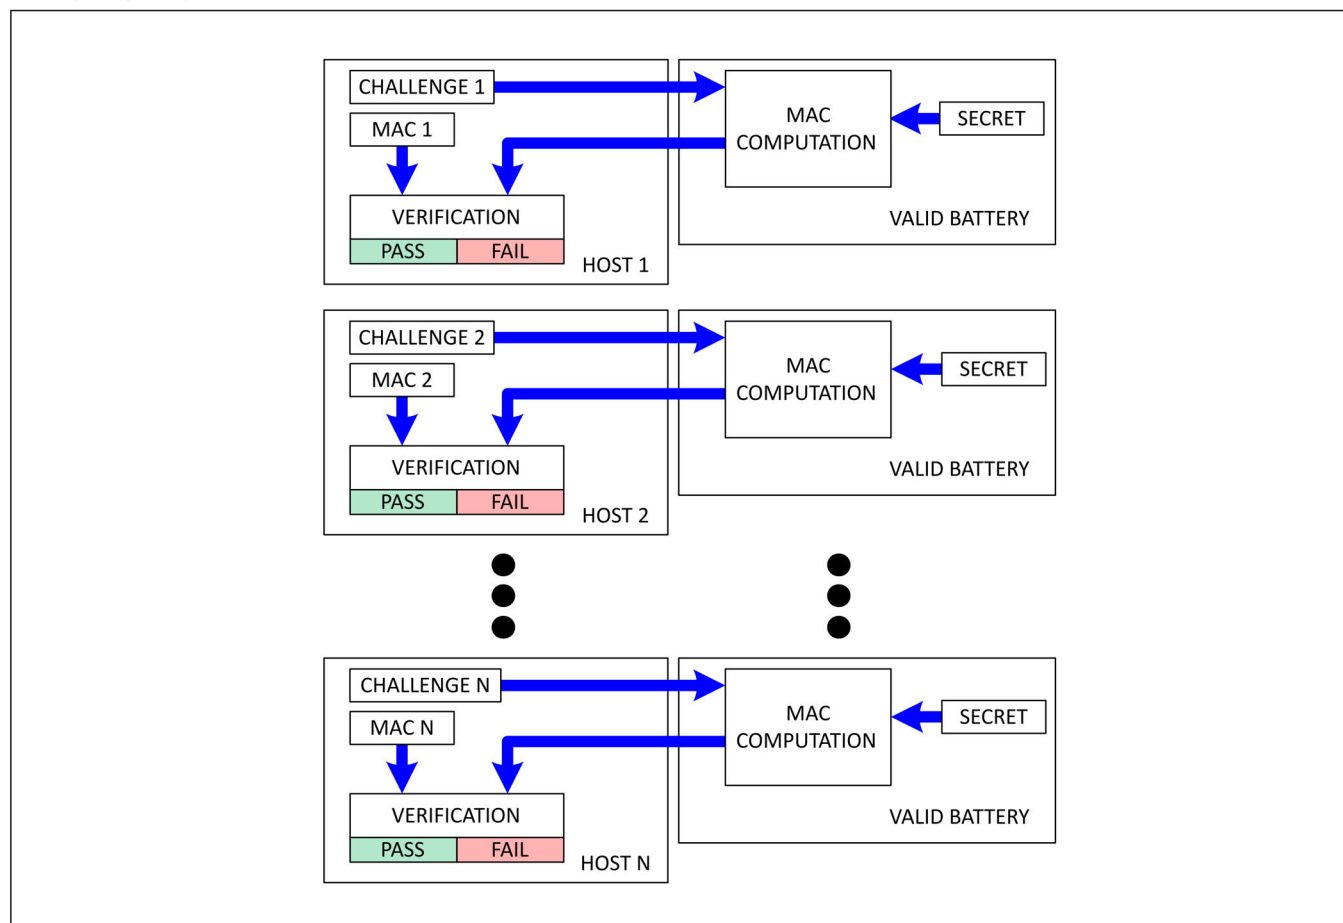 CHALLENGE 1
MAC 1
VERIFICATION
PASS
FAIL
HOST 1
MAC
COMPUTATION
SECRET
VALID BATTERY
CHALLENGE 2
MAC 2
VERIFICATION
PASS
FAIL
HOST 2
MAC
COMPUTATION
SECRET
VALID BATTERY
CHALLENGE N
MAC N
VERIFICATION
PASS
FAIL
HOST N
MAC
COMPUTATION
SECRET
VALID BATTERY